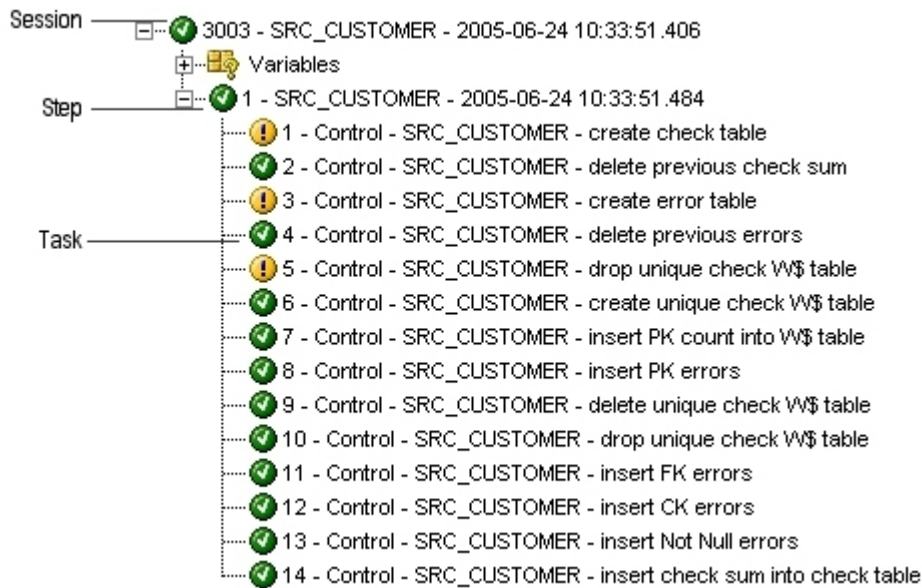 Session
3003 - SRC_CUSTOMER - 2005-06-24 10:33:51.406
Variables
Step
1 - SRC_CUSTOMER - 2005-06-24 10:33:51.484
1 - Control - SRC_CUSTOMER - create check table
2 - Control - SRC_CUSTOMER - delete previous check sum
3 - Control - SRC_CUSTOMER - create error table
Task
4 - Control - SRC_CUSTOMER - delete previous errors
5 - Control - SRC_CUSTOMER - drop unique check W$ table
6 - Control - SRC_CUSTOMER - create unique check W$ table
7 - Control - SRC_CUSTOMER - insert PK count into W$ table
8 - Control - SRC_CUSTOMER - insert PK errors
9 - Control - SRC_CUSTOMER - delete unique check W$ table
10 - Control - SRC_CUSTOMER - drop unique check W$ table
11 - Control - SRC_CUSTOMER - insert FK errors
12 - Control - SRC_CUSTOMER - insert CK errors
13 - Control - SRC_CUSTOMER - insert Not Null errors
14 - Control - SRC_CUSTOMER - insert check sum into check table